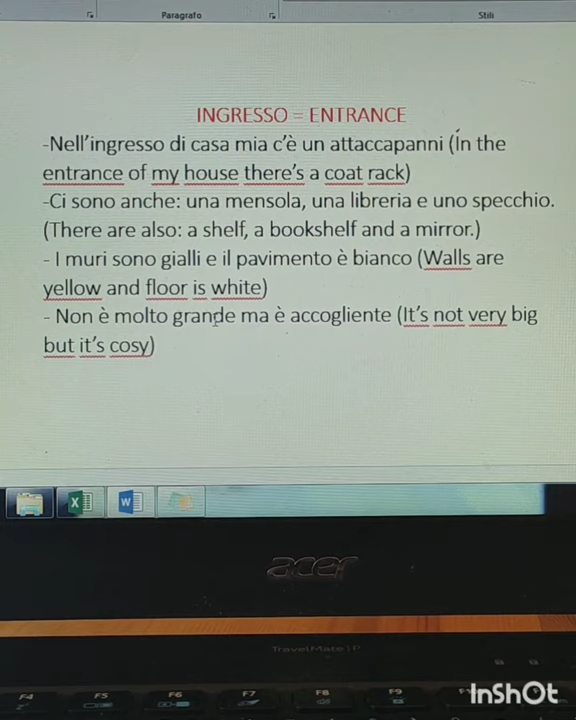 Paragrafo
Stili
INGRESSO = ENTRANCE
-Nell'ingresso di casa mia c'è un attaccapanni (Ín the
entrance of my house there's a coat rack)
-Ci sono anche: una mensola, una libreria e uno specchio.
(There are also: a shelf, a bookshelf and a mirror.)
- I muri sono gialli e il pavimento è bianco (Walls are
yellow and floor is white)
- Non è molto grande ma è accogliente (It's not very big
but it's cosy)
acer
TravelMate P
F4 F5 F6 F7 F8 F9
InShOt